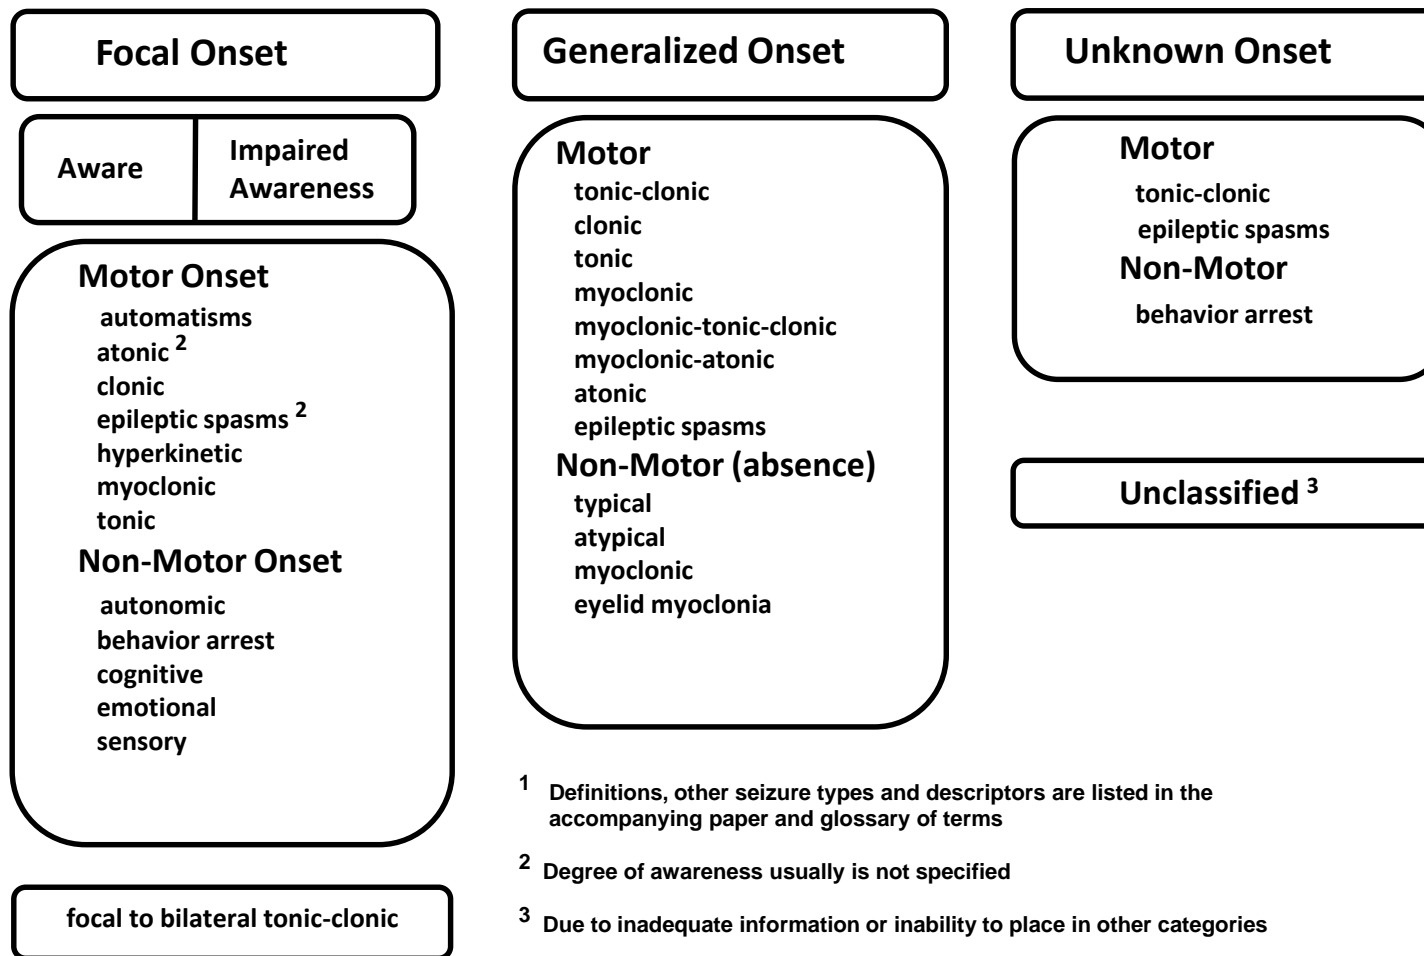 Focal Onset
Aware
Impaired
Awareness
Motor Onset
automatisms
atonic 2
clonic
epileptic spasms 2
hyperkinetic
myoclonic
tonic
Non-Motor Onset
autonomic
behavior arrest
cognitive
emotional
sensory
focal to bilateral tonic-clonic
Generalized Onset
Motor
tonic-clonic
clonic
tonic
myoclonic
myoclonic-tonic-clonic
myoclonic-atonic
atonic
epileptic spasms
Non-Motor (absence)
typical
atypical
myoclonic
eyelid myoclonia
Unknown Onset
Motor
tonic-clonic
epileptic spasms
Non-Motor
behavior arrest
Unclassified 3
1 Definitions, other seizure types and descriptors are listed in the
accompanying paper and glossary of terms
2 Degree of awareness usually is not specified
3 Due to inadequate information or inability to place in other categories